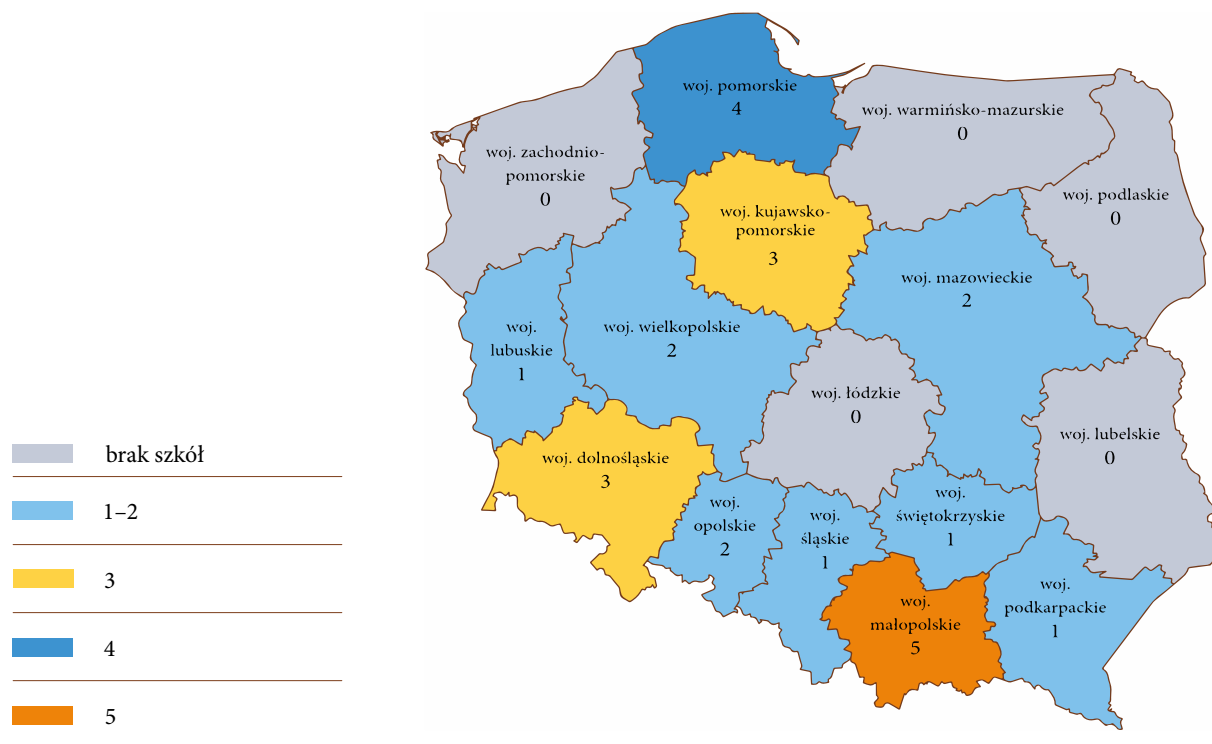 woj. pomorskie
4
woj. warmińsko-mazurskie
0
woj. zachodnio-
pomorskie
0
woj. podlaskie
0
woj. kujawsko-
pomorskie
3
woj. mazowieckie
2
woj.
lubuskie
1
woj. wielkopolskie
2
woj. łódzkie
0
woj. lubelskie
0
woj. dolnośląskie
3
woj.
opolskie
2
woj.
śląskie
1
woj.
świętokrzyskie
1
woj.
małopolskie
5
woj.
podkarpackie
1
brak szkół
1–2
3
4
5